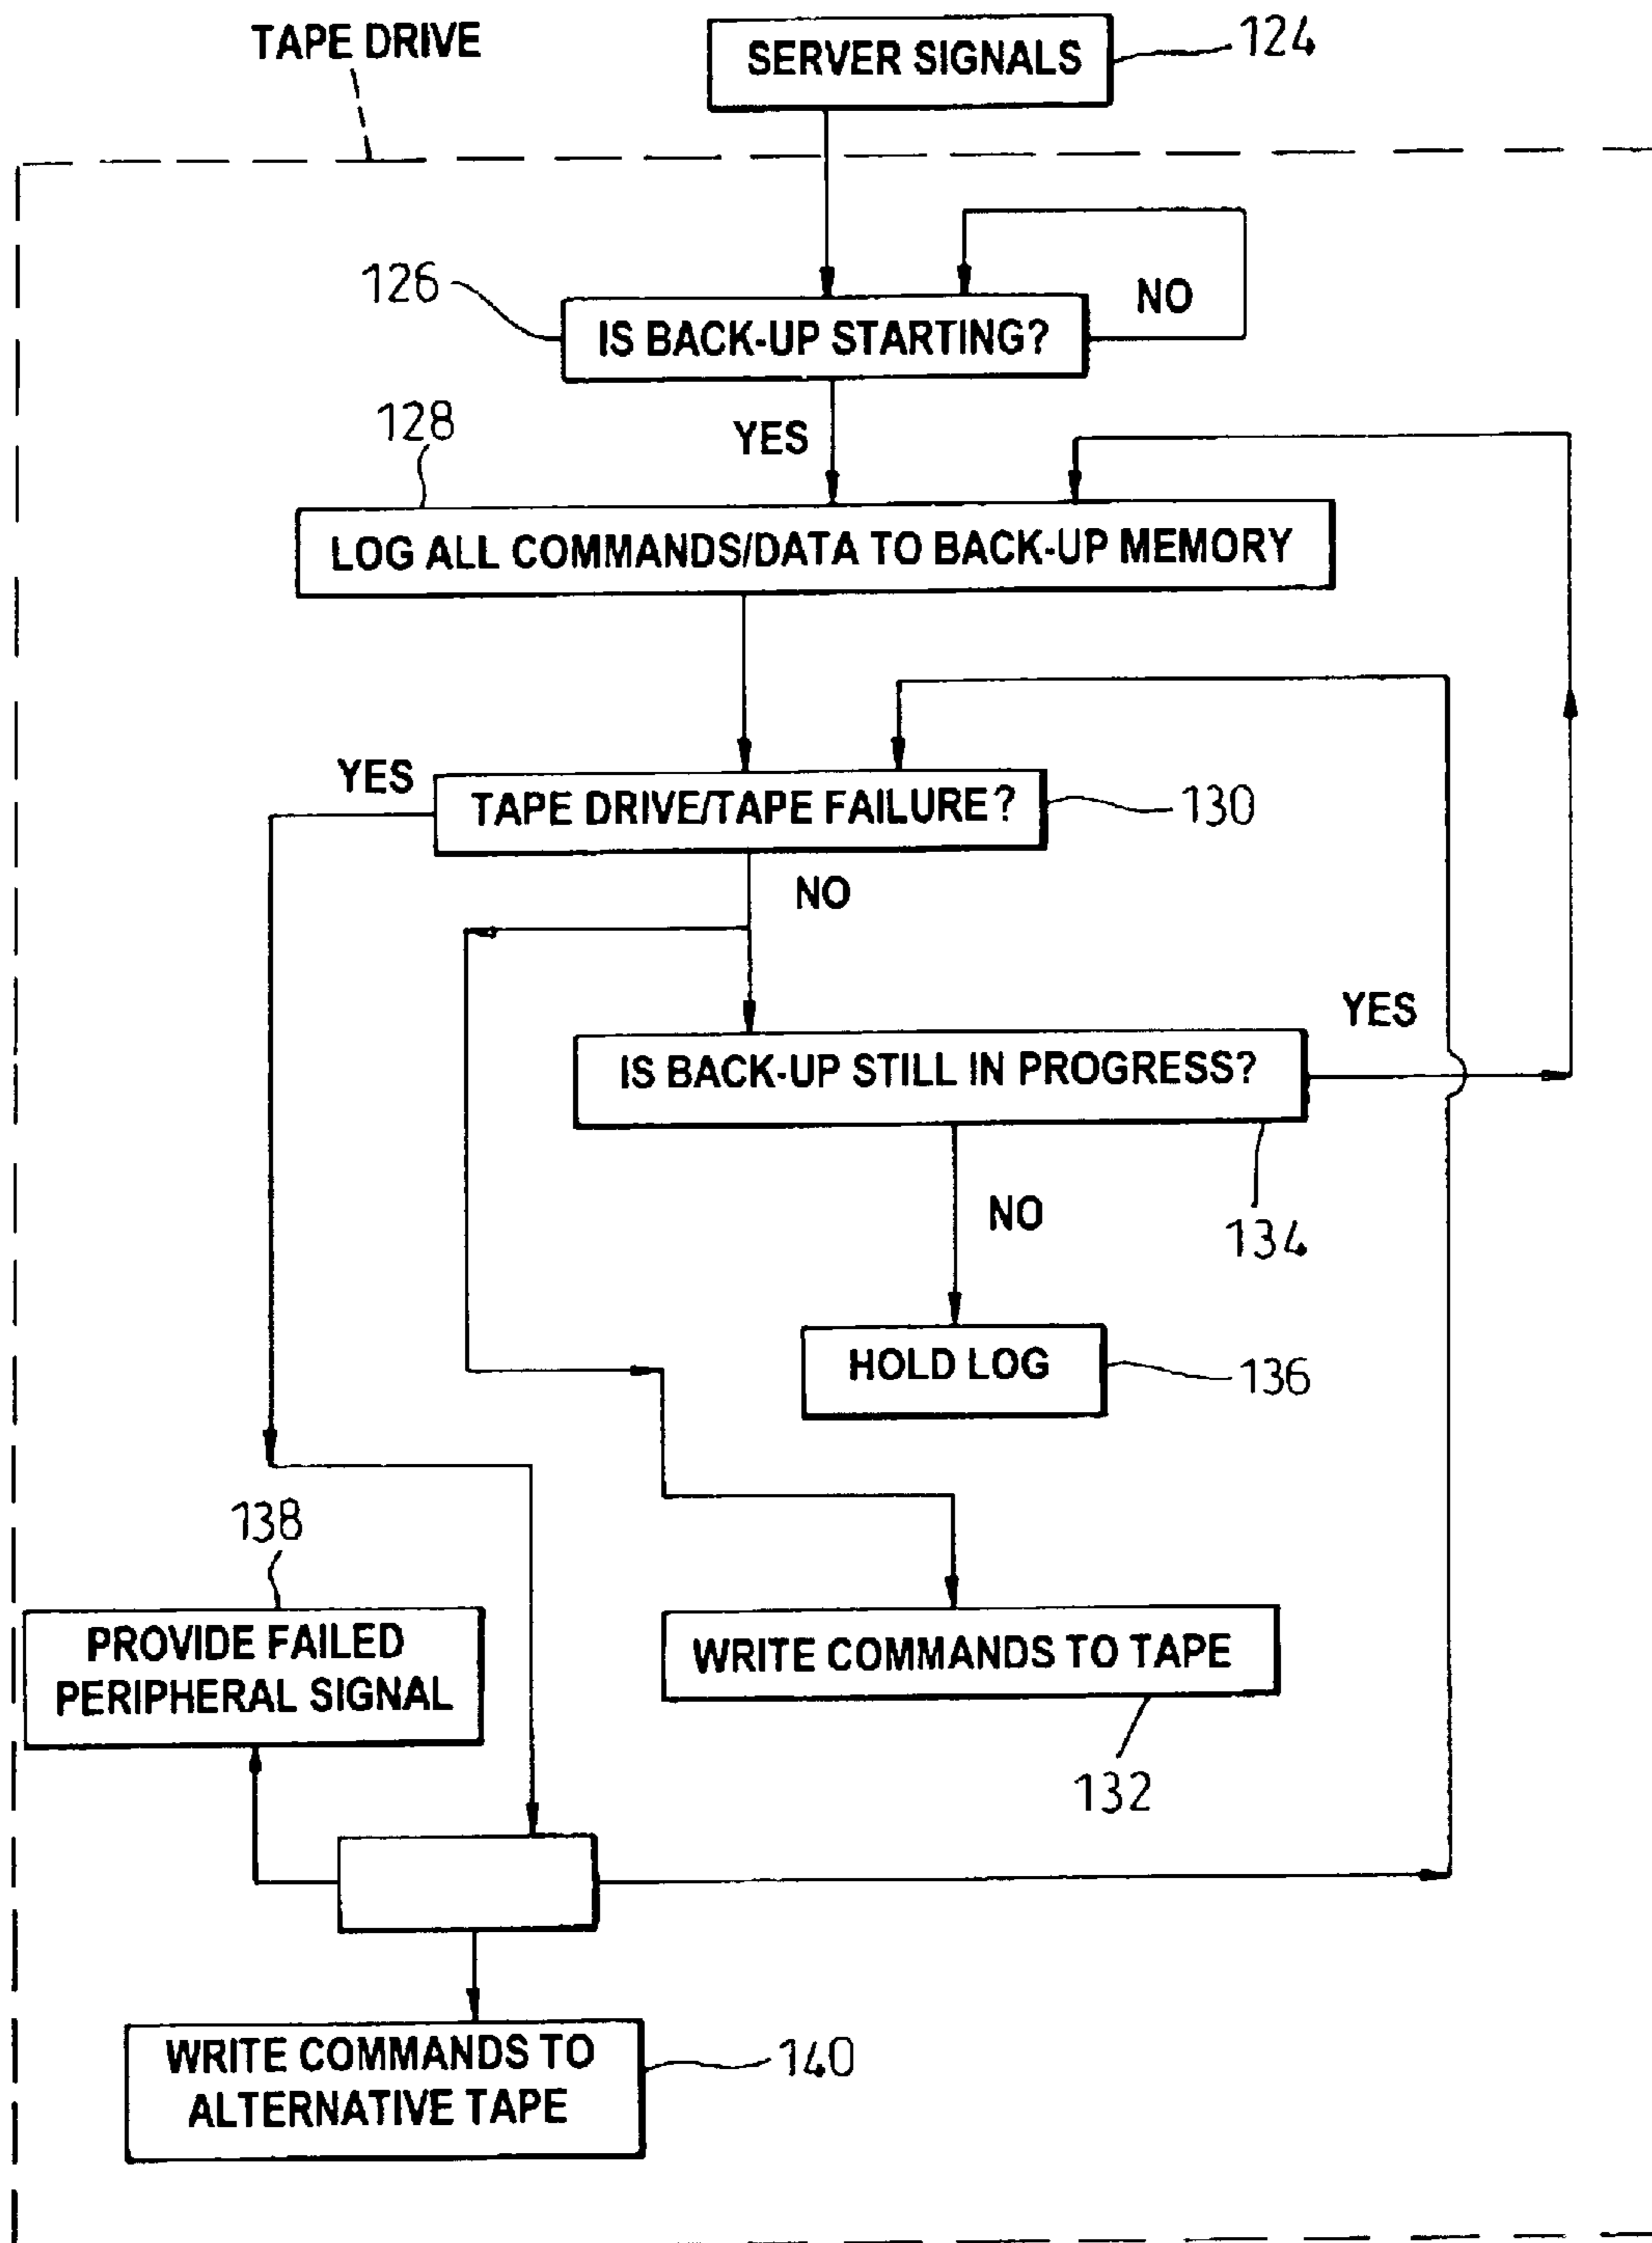 TAPE DRIVE
SERVER SIGNALS
124
126
IS BACK-UP STARTING?
NO
YES
128
LOG ALL COMMANDS/DATA TO BACK-UP MEMORY
YES
TAPE DRIVE/TAPE FAILURE?
130
NO
YES
IS BACK-UP STILL IN PROGRESS?
134
NO
HOLD LOG
136
138
PROVIDE FAILED
PERIPHERAL SIGNAL
WRITE COMMANDS TO TAPE
132
WRITE COMMANDS TO
ALTERNATIVE TAPE
140